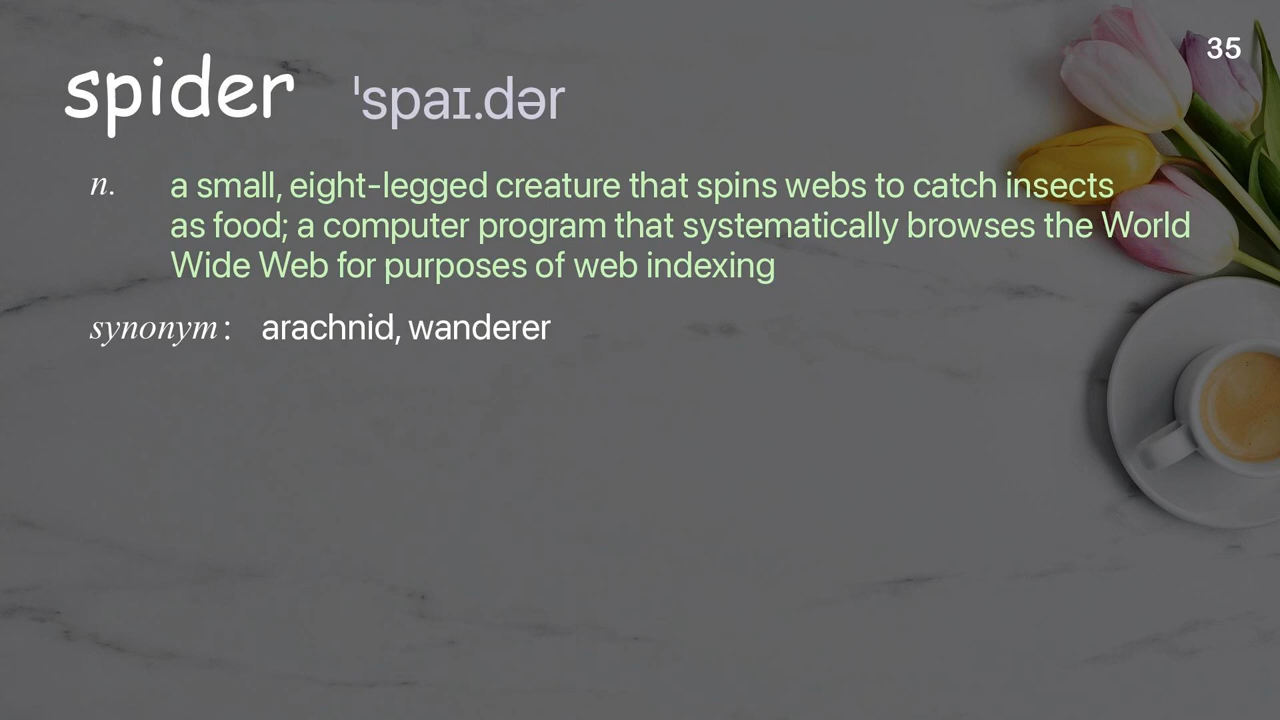 35
spider ˈspaɪ.dər
n. a small, eight-legged creature that spins webs to catch insects
as food; a computer program that systematically browses the World
Wide Web for purposes of web indexing
synonym: arachnid, wanderer